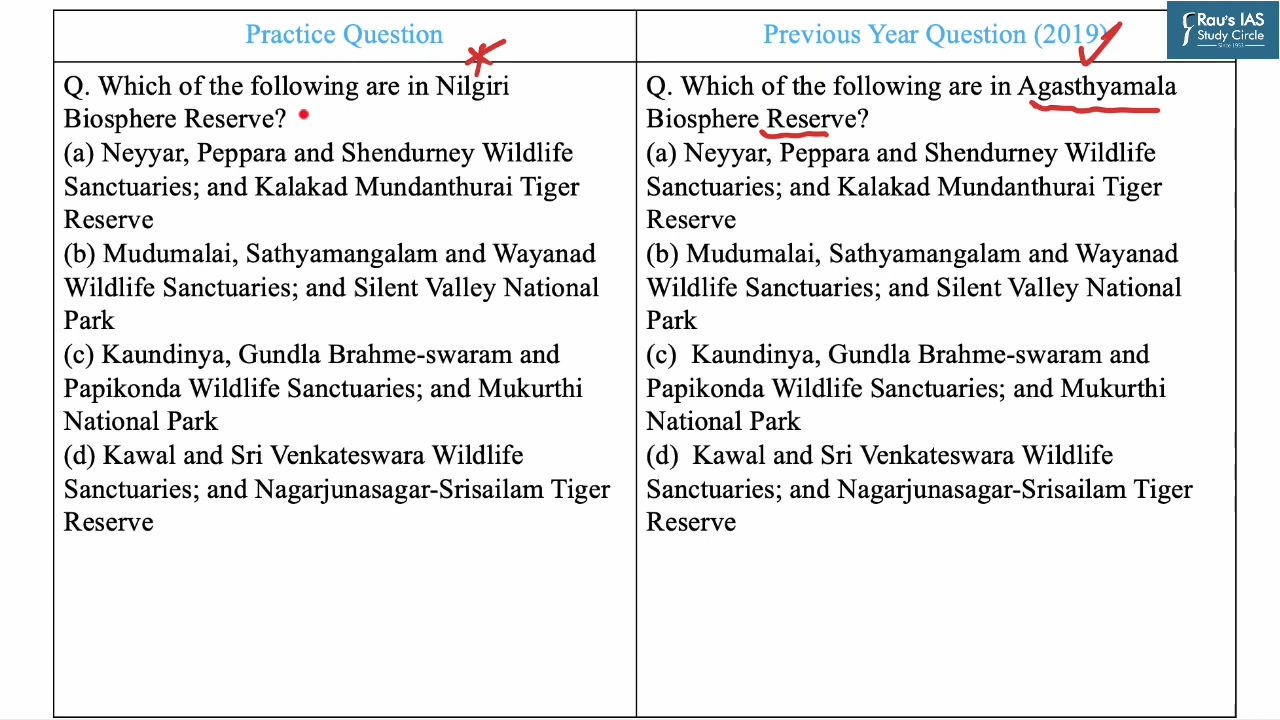 Practice Question
Q. Which of the following are in Nilgiri
Biosphere Reserve?
(a) Neyyar, Peppara and Shendurney Wildlife
Sanctuaries; and Kalakad Mundanthurai Tiger
Reserve
(b) Mudumalai, Sathyamangalam and Wayanad
Wildlife Sanctuaries; and Silent Valley National
Park
(c) Kaundinya, Gundla Brahme-swaram and
Papikonda Wildlife Sanctuaries; and Mukurthi
National Park
(d) Kawal and Sri Venkateswara Wildlife
Sanctuaries; and Nagarjunasagar-Srisailam Tiger
Reserve
Previous Year Question (2019)
Q. Which of the following are in Agasthyamala
Biosphere Reserve?
(a) Neyyar, Peppara and Shendurney Wildlife
Sanctuaries; and Kalakad Mundanthurai Tiger
Reserve
(b) Mudumalai, Sathyamangalam and Wayanad
Wildlife Sanctuaries; and Silent Valley National
Park
(c) Kaundinya, Gundla Brahme-swaram and
Papikonda Wildlife Sanctuaries; and Mukurthi
National Park
(d) Kawal and Sri Venkateswara Wildlife
Sanctuaries; and Nagarjunasagar-Srisailam Tiger
Reserve
Rau's IAS
Study Circle
Since 1953